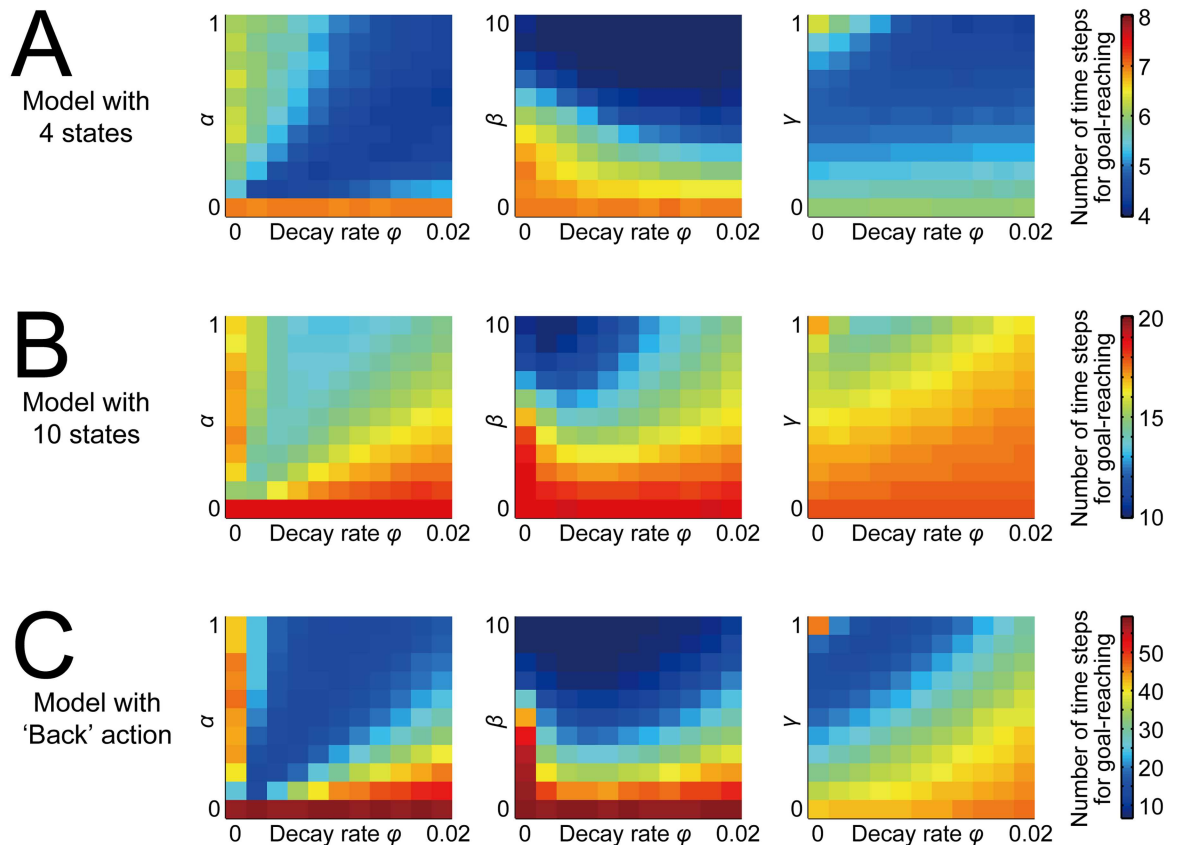 A
Model with
4 states
1
α
0
0
Decay rate φ
0.02
10
β
0
0
Decay rate φ
0.02
1
γ
0
0
Decay rate φ
0.02
Number of time steps
for goal-reaching
8
7
6
5
4
B
Model with
10 states
1
α
0
0
Decay rate φ
0.02
10
β
0
0
Decay rate φ
0.02
1
γ
0
0
Decay rate φ
0.02
Number of time steps
for goal-reaching
20
15
10
C
Model with
‘Back’ action
1
α
0
0
Decay rate φ
0.02
10
β
0
0
Decay rate φ
0.02
1
γ
0
0
Decay rate φ
0.02
Number of time steps
for goal-reaching
50
40
30
20
10